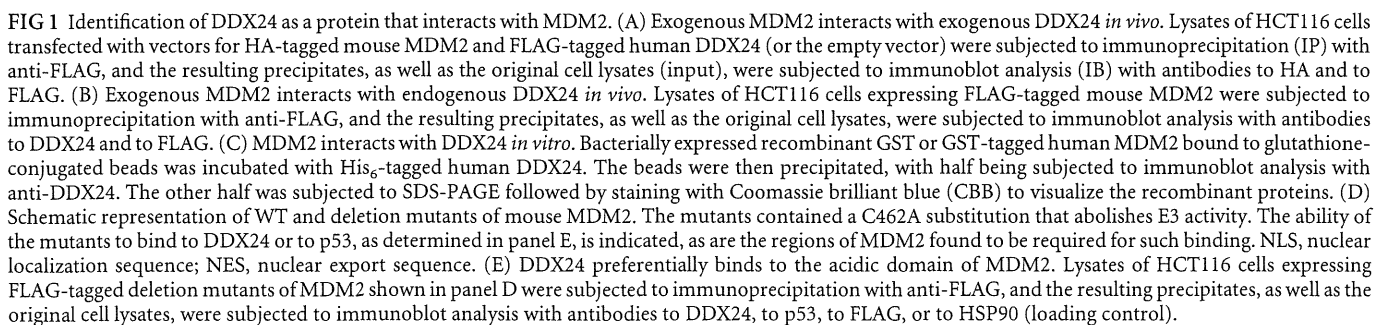 FIG 1 Identification of DDX24 as a protein that interacts with MDM2. (A) Exogenous MDM2 interacts with exogenous DDX24 in vivo. Lysates of HCT116 cells
transfected with vectors for HA-tagged mouse MDM2 and FLAG-tagged human DDX24 (or the empty vector) were subjected to immunoprecipitation (IP) with
anti-FLAG, and the resulting precipitates, as well as the original cell lysates (input), were subjected to immunoblot analysis (IB) with antibodies to HA and to
FLAG. (B) Exogenous MDM2 interacts with endogenous DDX24 in vivo. Lysates of HCT116 cells expressing FLAG-tagged mouse MDM2 were subjected to
immunoprecipitation with anti-FLAG, and the resulting precipitates, as well as the original cell lysates, were subjected to immunoblot analysis with antibodies
to DDX24 and to FLAG. (C) MDM2 interacts with DDX24 in vitro. Bacterially expressed recombinant GST or GST-tagged human MDM2 bound to glutathione-
conjugated beads was incubated with His₆-tagged human DDX24. The beads were then precipitated, with half being subjected to immunoblot analysis with
anti-DDX24. The other half was subjected to SDS-PAGE followed by staining with Coomassie brilliant blue (CBB) to visualize the recombinant proteins. (D)
Schematic representation of WT and deletion mutants of mouse MDM2. The mutants contained a C462A substitution that abolishes E3 activity. The ability of
the mutants to bind to DDX24 or to p53, as determined in panel E, is indicated, as are the regions of MDM2 found to be required for such binding. NLS, nuclear
localization sequence; NES, nuclear export sequence. (E) DDX24 preferentially binds to the acidic domain of MDM2. Lysates of HCT116 cells expressing
FLAG-tagged deletion mutants of MDM2 shown in panel D were subjected to immunoprecipitation with anti-FLAG, and the resulting precipitates, as well as the
original cell lysates, were subjected to immunoblot analysis with antibodies to DDX24, to p53, to FLAG, or to HSP90 (loading control).